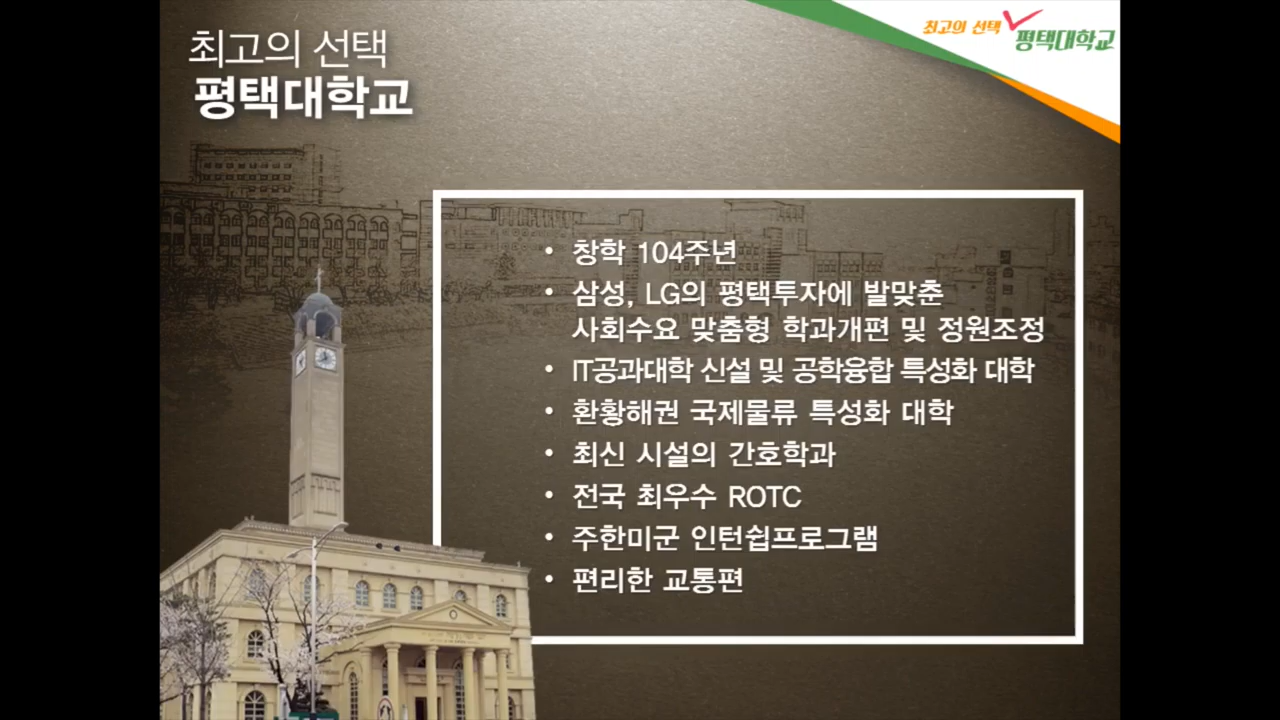 최고의 선택
평택대학교
최고의 선택 평택대학교
• 창학 104주년
• 삼성, LG의 평택투자에 발맞춘
사회수요 맞춤형 학과개편 및 정원조정
• IT공과대학 신설 및 공학융합 특성화 대학
• 환황해권 국제물류 특성화 대학
• 최신 시설의 간호학과
• 전국 최우수 ROTC
• 주한미군 인턴쉽프로그램
• 편리한 교통편